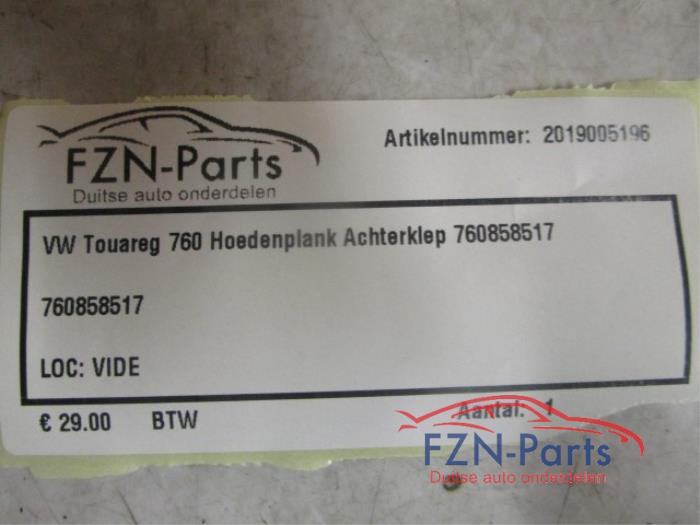 FZN-Parts
Duitse auto onderdelen
Artikelnummer: 2019005196
VW Touareg 760 Hoedenplank Achterklep 760858517
760858517
LOC: VIDE
€ 29.00 BTW
Aantal: 1
FZN-Parts
Duitse auto onderdelen